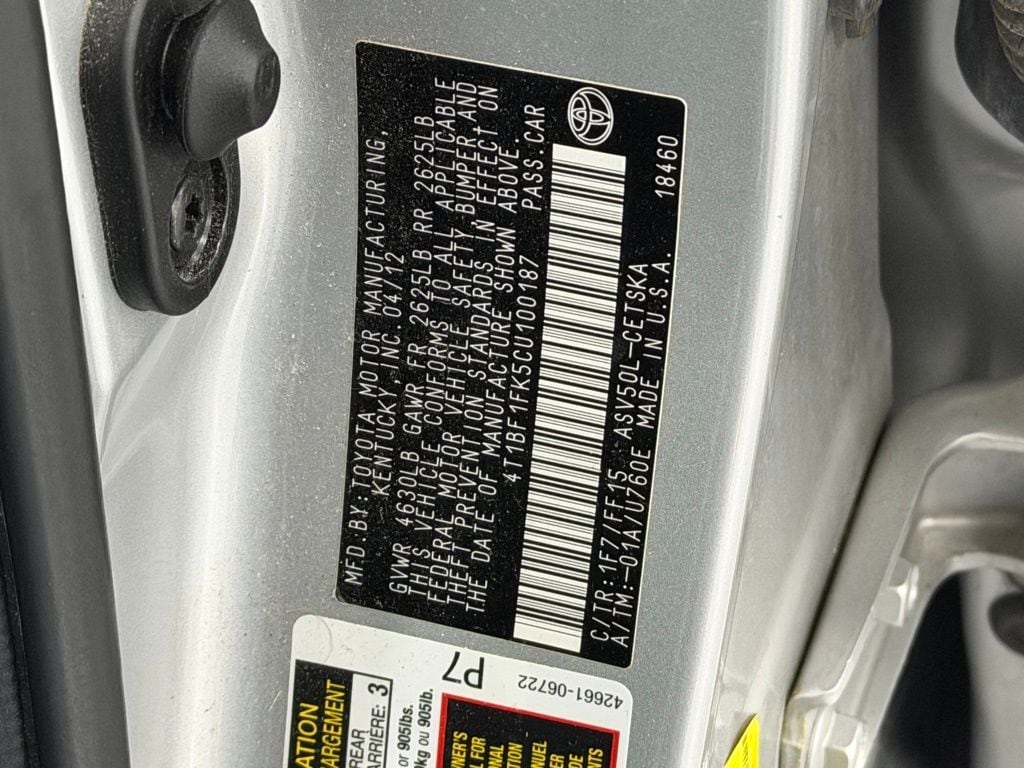 MFD.BY:TOYOTA MOTOR MANUFACTURING,
KENTUCKY, INC. 04/12
GVWR 4630LB GAWR FR 2625LB RR 2625LB
THIS VEHICLE CONFORMS TO ALL APPLICABLE
FEDERAL MOTOR VEHICLE SAFETY, BUMPER, AND
THEFT PREVENTION STANDARDS IN EFFECT ON
THE DATE OF MANUFACTURE SHOWN ABOVE.
4T1BF1FK5CU100187 PASS.CAR
C/TR:1F7/FF15 ASV50L-CETSKA 18460
A/TM:-01A/U760E MADE IN U.S.A.
P7
42661-06722
REAR
ARRIÈRE: 3
or 905lbs.
kg ou 905lb.